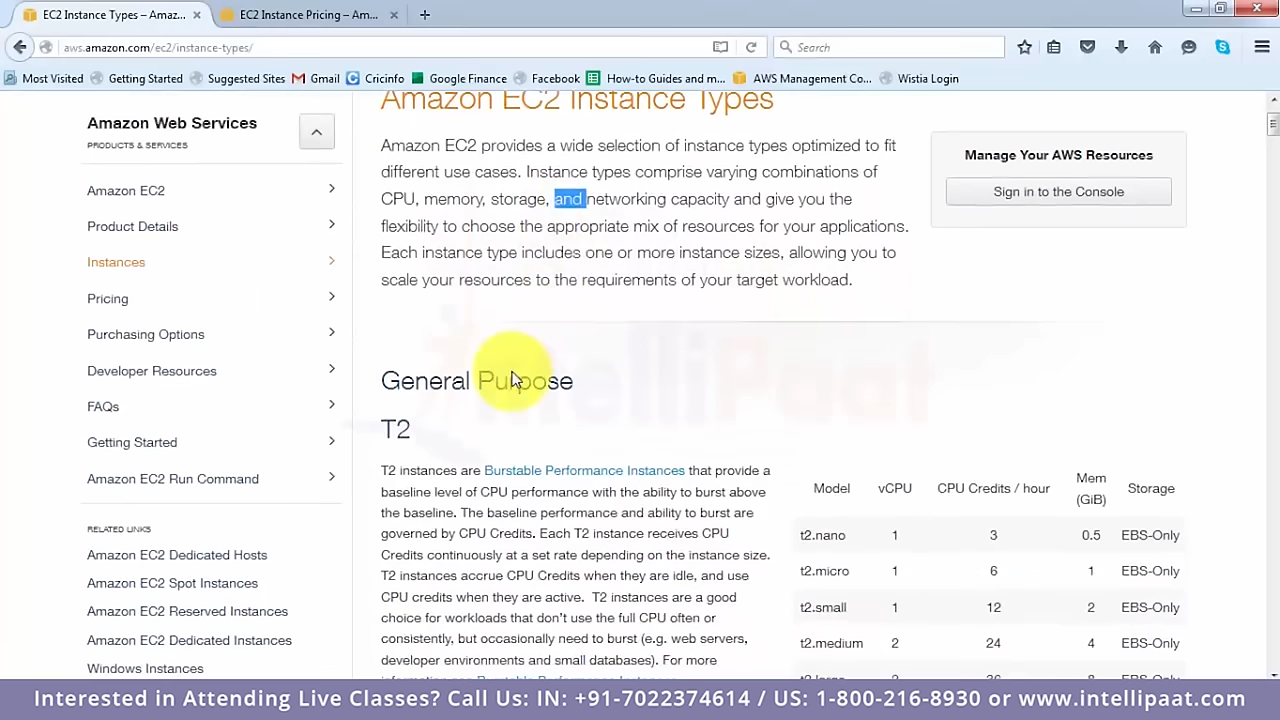 EC2 Instance Types – Amaz...
EC2 Instance Pricing – Am...
aws.amazon.com/ec2/instance-types/
Search
Most Visited
Getting Started
Suggested Sites
Gmail
Cricinfo
Google Finance
Facebook
How-to Guides and m...
AWS Management Co...
Wistia Login
Amazon Web Services
PRODUCTS & SERVICES
Amazon EC2
Product Details
Instances
Pricing
Purchasing Options
Developer Resources
FAQs
Getting Started
Amazon EC2 Run Command
RELATED LINKS
Amazon EC2 Dedicated Hosts
Amazon EC2 Spot Instances
Amazon EC2 Reserved Instances
Amazon EC2 Dedicated Instances
Windows Instances
Amazon EC2 Instance Types
Amazon EC2 provides a wide selection of instance types optimized to fit
different use cases. Instance types comprise varying combinations of
CPU, memory, storage, and networking capacity and give you the
flexibility to choose the appropriate mix of resources for your applications.
Each instance type includes one or more instance sizes, allowing you to
scale your resources to the requirements of your target workload.
Manage Your AWS Resources
Sign in to the Console
IntelliPaat
General Purpose
T2
T2 instances are Burstable Performance Instances that provide a
baseline level of CPU performance with the ability to burst above
the baseline. The baseline performance and ability to burst are
governed by CPU Credits. Each T2 instance receives CPU
Credits continuously at a set rate depending on the instance size.
T2 instances accrue CPU Credits when they are idle, and use
CPU credits when they are active.  T2 instances are a good
choice for workloads that don't use the full CPU often or
consistently, but occasionally need to burst (e.g. web servers,
developer environments and small databases). For more
information see Burstable Performance Instances
Model vCPU CPU Credits / hour Mem (GiB) Storage
t2.nano 1 3 0.5 EBS-Only
t2.micro 1 6 1 EBS-Only
t2.small 1 12 2 EBS-Only
t2.medium 2 24 4 EBS-Only
t2.large 2 36 8 EBS-Only
Interested in Attending Live Classes? Call Us: IN: +91-7022374614 / US: 1-800-216-8930 or www.intellipaat.com